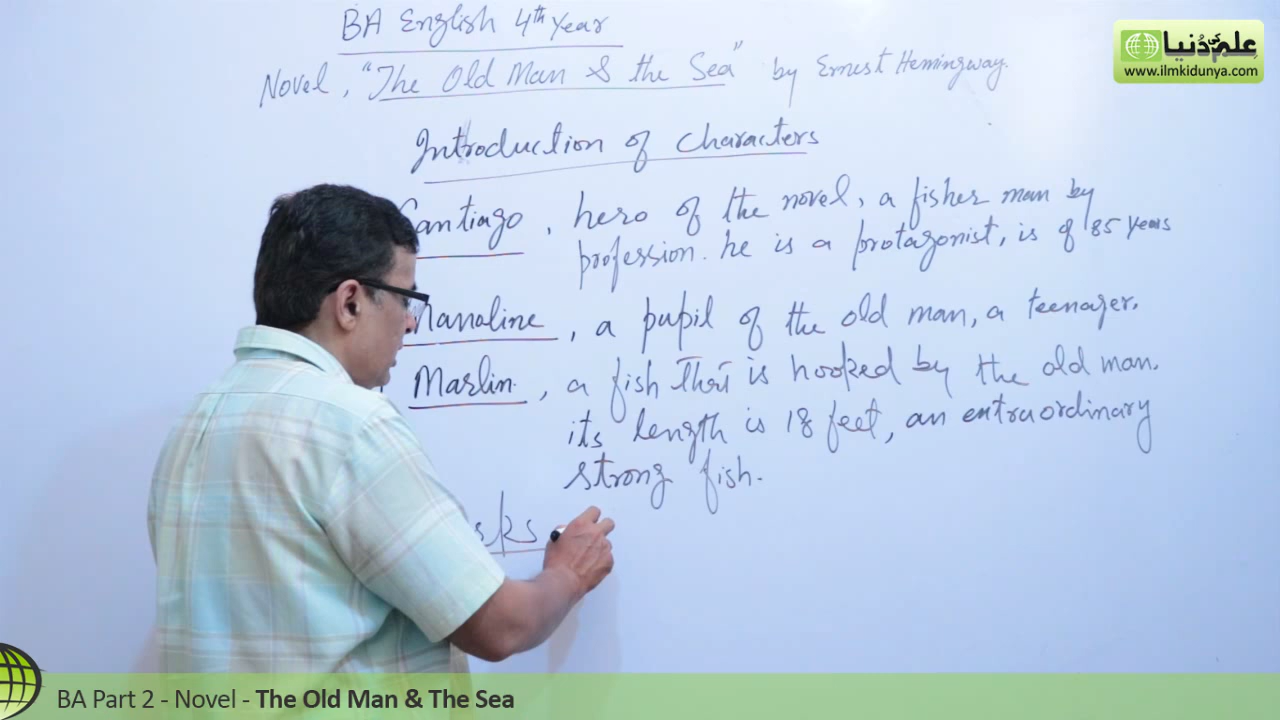 BA English 4th Year
علم کی دُنیا
www.ilmkidunya.com
Novel, "The Old Man & the Sea" by Ernest Hemingway.
Introduction of Characters
Santiago, hero of the novel, a fisher man by
profession. he is a protagonist, is of 85 years
Manoline, a pupil of the old man, a teenager.
Marlin, a fish that is hooked by the old man.
its length is 18 feet, an extraordinary
strong fish.
BA Part 2 - Novel - The Old Man & The Sea